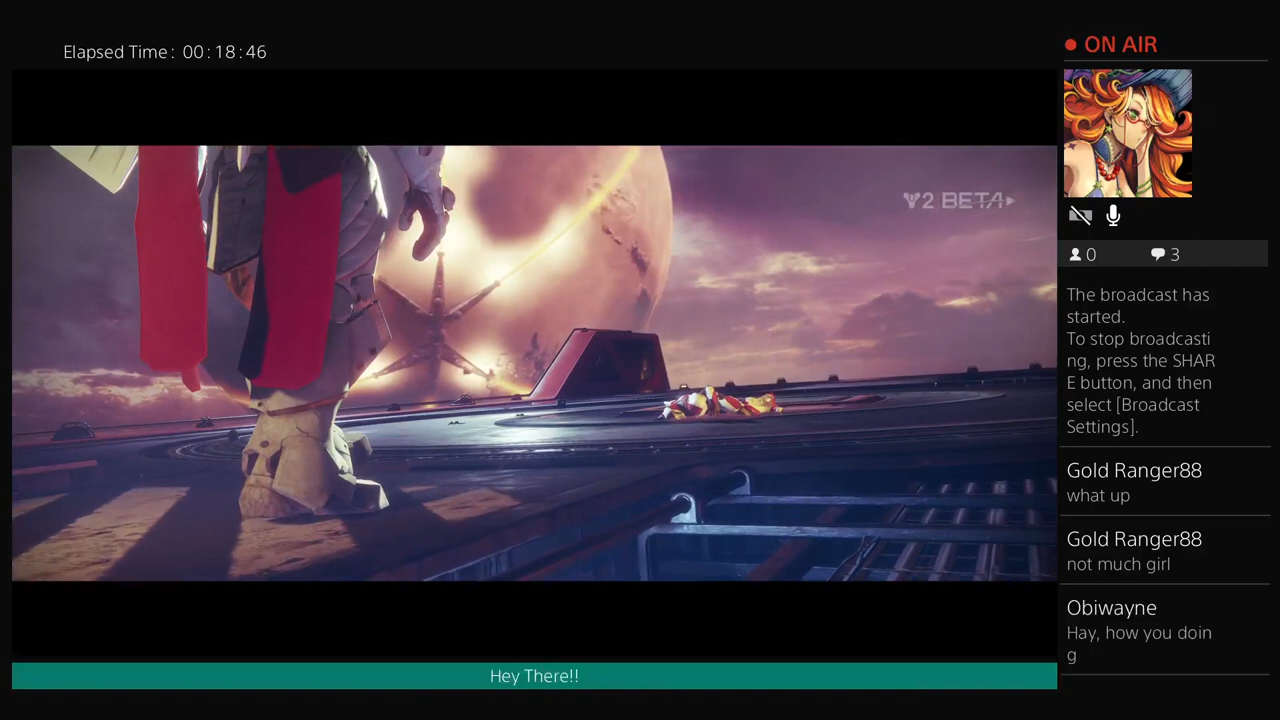 Elapsed Time: 00:18:46
ON AIR
2 BETA
0
3
The broadcast has
started.
To stop broadcasti
ng, press the SHAR
E button, and then
select [Broadcast
Settings].
Gold Ranger88
what up
Gold Ranger88
not much girl
Obiwayne
Hay, how you doin
g
Hey There!!